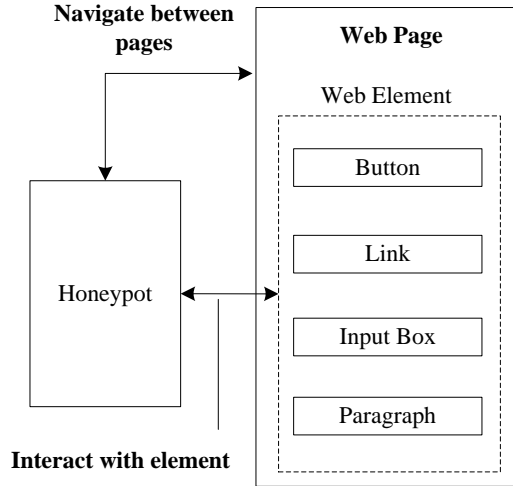 Navigate between
pages
Web Page
Web Element
Button
Link
Honeypot
Input Box
Paragraph
Interact with element